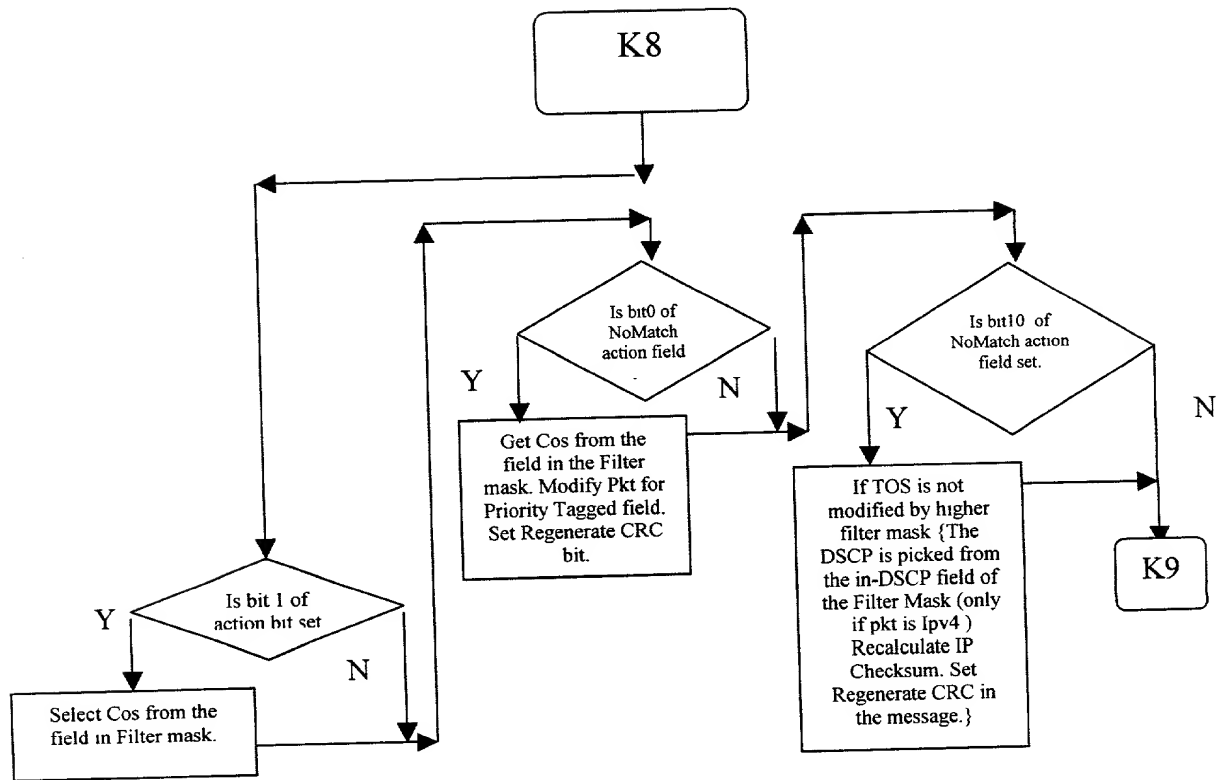 K8
Is bit 1 of
action bit set
Y
N
Select Cos from the
field in Filter mask.
Is bit0 of
NoMatch
action field
Y
N
Get Cos from the
field in the Filter
mask. Modify Pkt for
Priority Tagged field.
Set Regenerate CRC
bit.
Is bit10 of
NoMatch action
field set.
Y
N
If TOS is not
modified by higher
filter mask {The
DSCP is picked from
the in-DSCP field of
the Filter Mask (only
if pkt is Ipv4 )
Recalculate IP
Checksum. Set
Regenerate CRC in
the message.}
K9